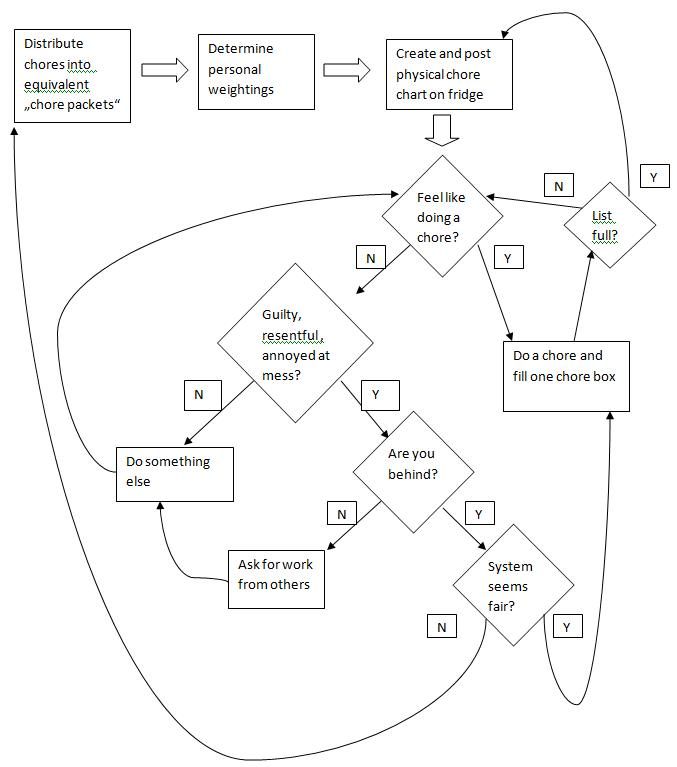 Distribute
chores into
equivalent
„chore packets“
Determine
personal
weightings
Create and post
physical chore
chart on fridge
Y
N
List
full?
Feel like
doing a
chore?
N
Y
Guilty,
resentful,
annoyed at
mess?
Do a chore and
fill one chore box
N
Y
Do something
else
Are you
behind?
N
Y
Ask for work
from others
System
seems
fair?
N
Y